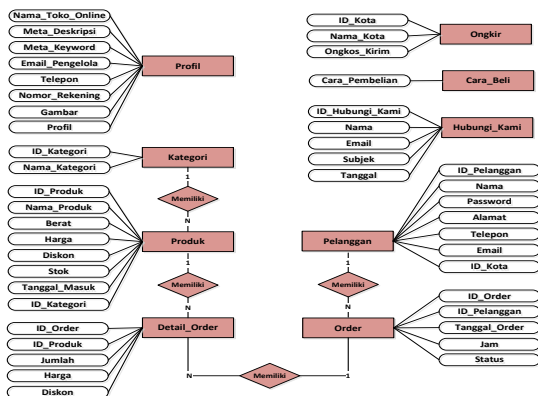 Nama_Toko_Online
Meta_Deskripsi
Meta_Keyword
Email_Pengelola
Telepon
Nomor_Rekening
Gambar
Profil
Profil
ID_Kota
Nama_Kota
Ongkos_Kirim
Ongkir
Cara_Pembelian
Cara_Beli
ID_Hubungi_Kami
Nama
Email
Subjek
Tanggal
Hubungi_Kami
ID_Kategori
Nama_Kategori
Kategori
1
Memiliki
N
ID_Produk
Nama_Produk
Berat
Harga
Diskon
Stok
Tanggal_Masuk
ID_Kategori
Produk
1
Memiliki
N
ID_Pelanggan
Nama
Password
Alamat
Telepon
Email
ID_Kota
Pelanggan
1
Memiliki
N
ID_Order
ID_Produk
Jumlah
Harga
Diskon
Detail_Order
ID_Order
ID_Pelanggan
Tanggal_Order
Jam
Status
Order
N
Memiliki
1